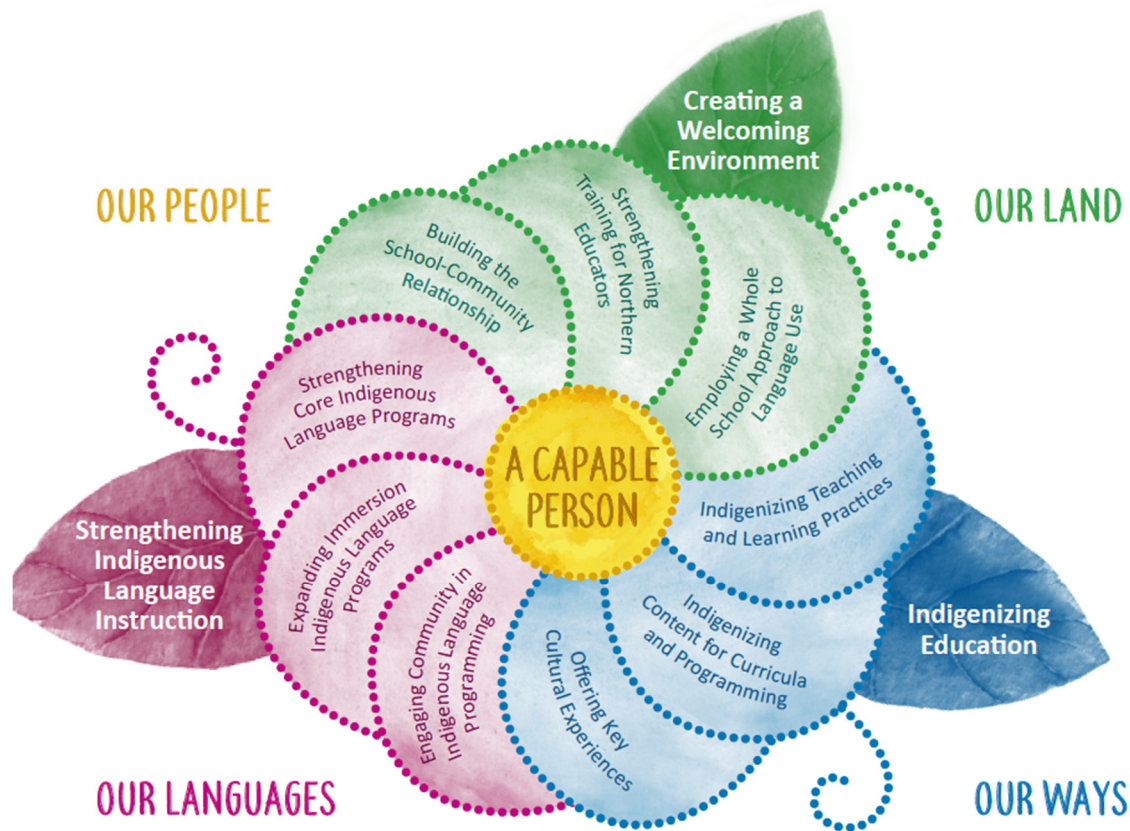 Creating a
Welcoming
Environment
OUR PEOPLE
OUR LAND
Building the
School-Community
Relationship
Strengthening
Training for Northern
Educators
Employing a Whole
School Approach to
Language Use
Strengthening
Core Indigenous
Language Programs
A CAPABLE
PERSON
Indigenizing Teaching
and Learning Practices
Strengthening
Indigenous
Language
Instruction
Expanding Immersion
Indigenous Language
Programs
Engaging Community in
Indigenous Language
Programming
Offering Key
Cultural Experiences
Indigenizing
Content for Curricula
and Programming
Indigenizing
Education
OUR LANGUAGES
OUR WAYS